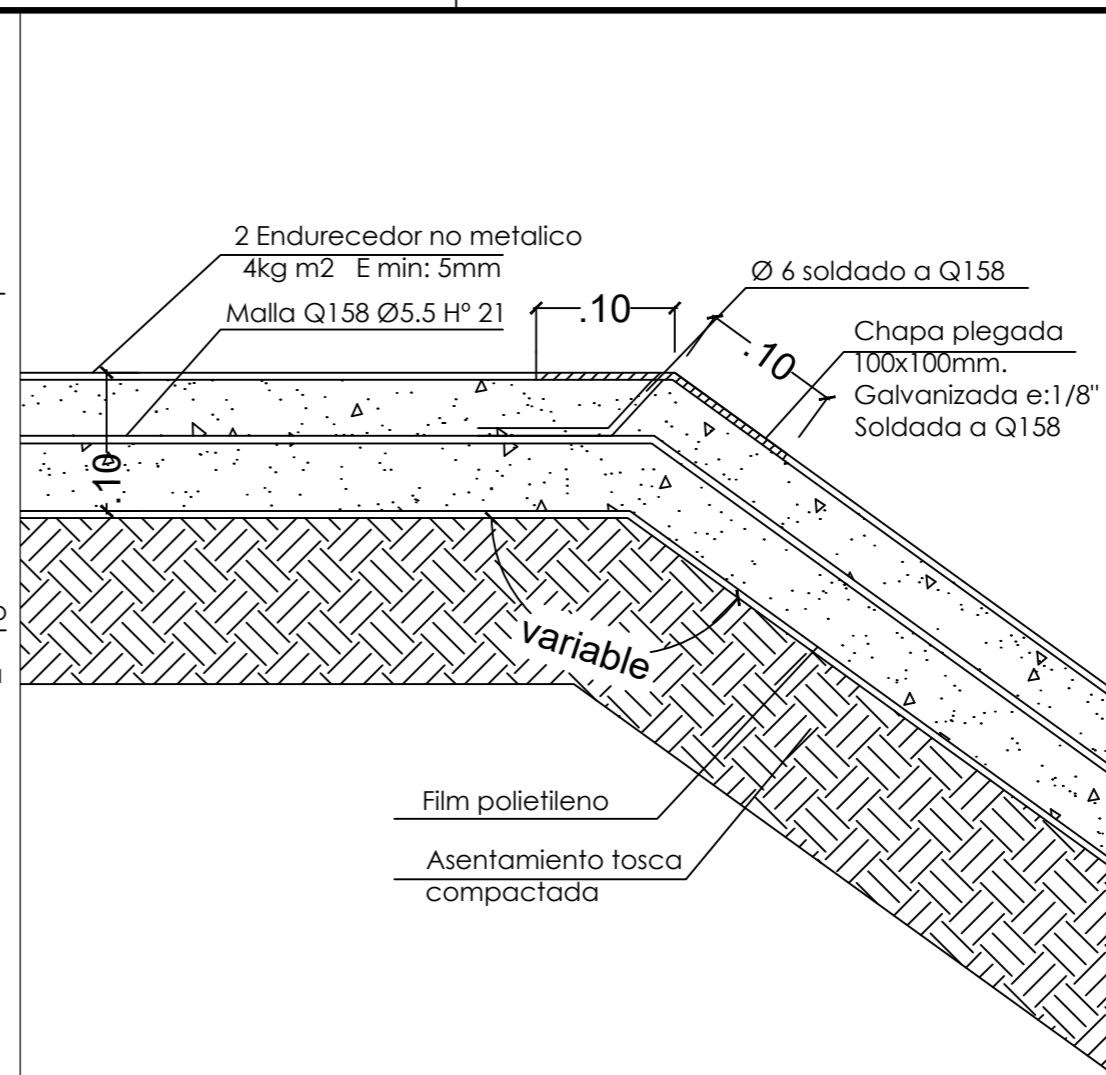 2 Endurecedor no metalico
4kg m2 E min: 5mm
Malla Q158 Ø5.5 Hº 21
.10
Ø 6 soldado a Q158
.10
Chapa plegada
100x100mm.
Galvanizada e:1/8"
Soldada a Q158
.10
variable
Film polietileno
Asentamiento tosca
compactada